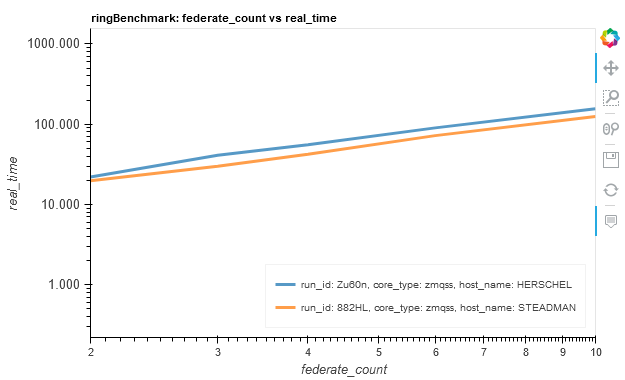 ringBenchmark: federate_count vs real_time
1000.000
100.000
10.000
1.000
real_time
run_id: Zu60n, core_type: zmqss, host_name: HERSCHEL
run_id: 882HL, core_type: zmqss, host_name: STEADMAN
2 3 4 5 6 7 8 9 10
federate_count